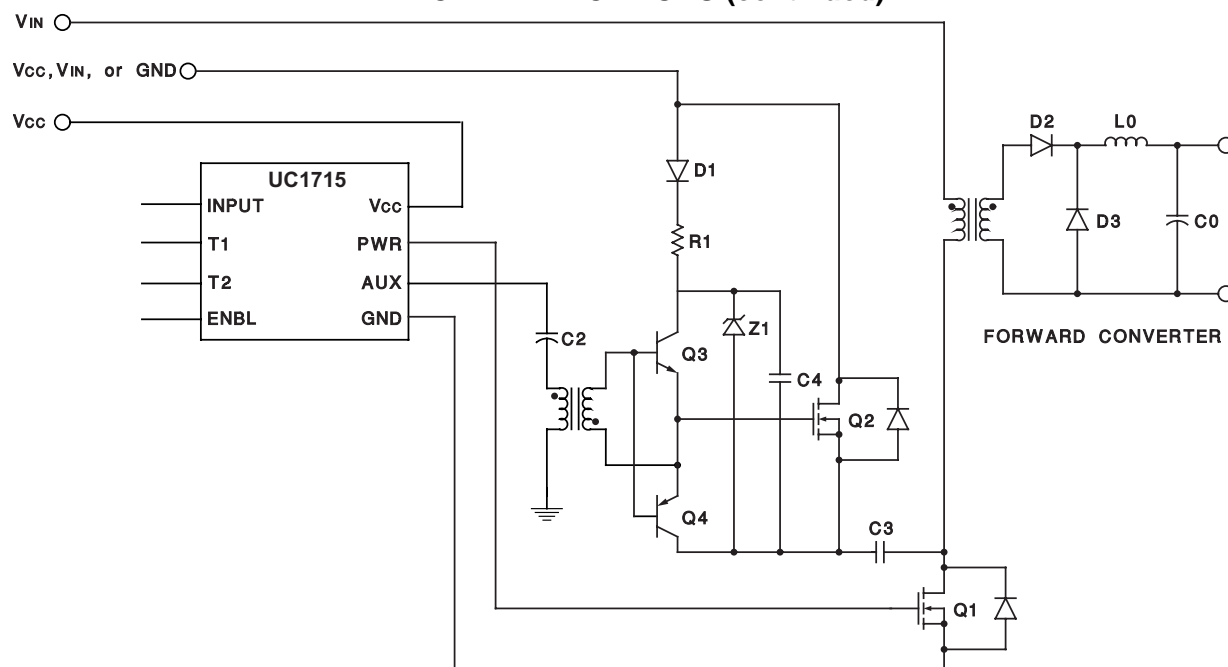 (continued)
VIN
VCC, VIN, or GND
VCC
UC1715
INPUT
VCC
T1
PWR
T2
AUX
ENBL
GND
D1
R1
C2
Q3
Z1
C4
Q2
Q4
C3
Q1
D2
L0
D3
C0
FORWARD CONVERTER